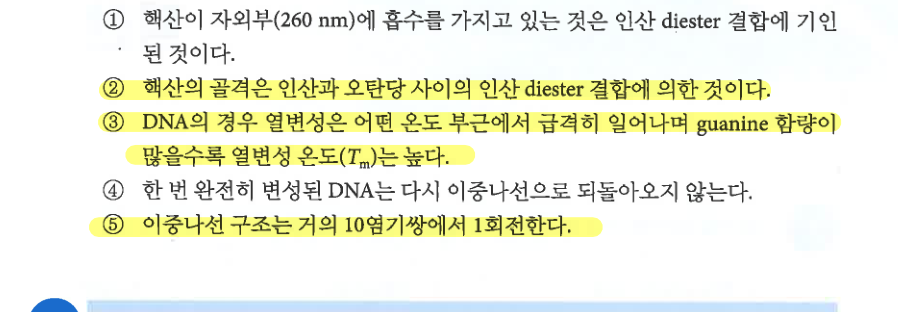 ① 핵산이 자외부(260 nm)에 흡수를 가지고 있는 것은 인산 diester 결합에 기인
된 것이다.
② 핵산의 골격은 인산과 오탄당 사이의 인산 diester 결합에 의한 것이다.
③ DNA의 경우 열변성은 어떤 온도 부근에서 급격히 일어나며 guanine 함량이
많을수록 열변성 온도(Tm)는 높다.
④ 한 번 완전히 변성된 DNA는 다시 이중나선으로 되돌아오지 않는다.
⑤ 이중나선 구조는 거의 10염기쌍에서 1회전한다.